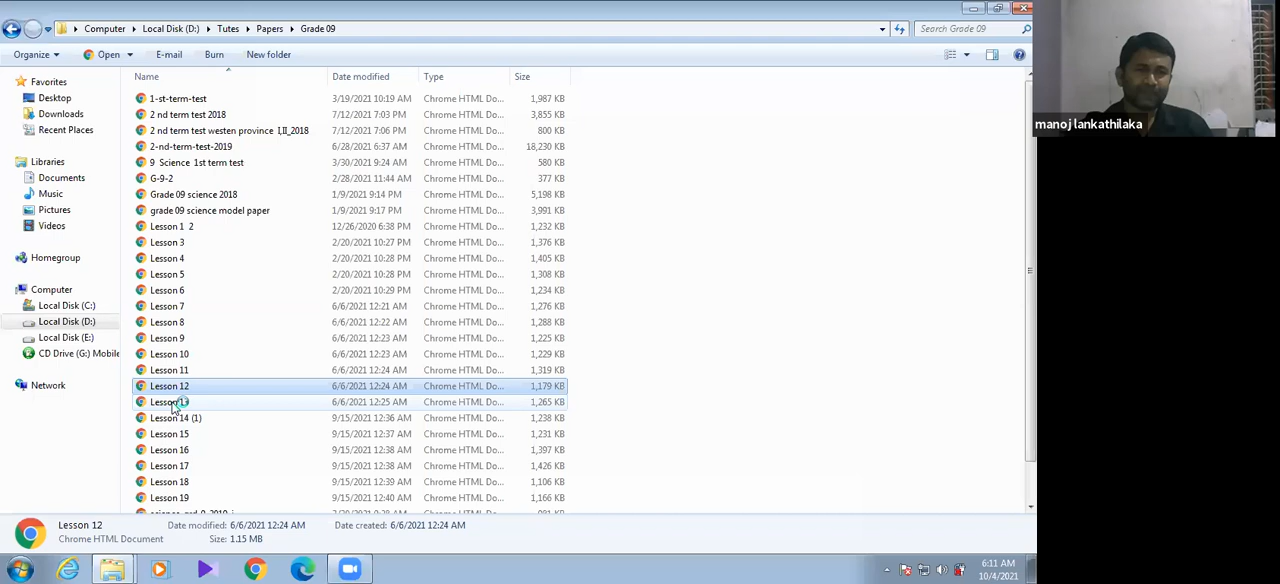 Computer Local Disk (D:) Tutes Papers Grade 09 Search Grade 09
Organize Open E-mail Burn New folder
Name Date modified Type Size
Favorites
Desktop
Downloads
Recent Places
Libraries
Documents
Music
Pictures
Videos
Homegroup
Computer
Local Disk (C:)
Local Disk (D:)
Local Disk (E:)
CD Drive (G:) Mobile
Network
1-st-term-test 3/19/2021 10:19 AM Chrome HTML Do... 1,987 KB
2 nd term test 2018 7/12/2021 7:03 PM Chrome HTML Do... 3,855 KB
2 nd term test westen province I,II_2018 7/12/2021 7:06 PM Chrome HTML Do... 800 KB
2-nd-term-test-2019 6/28/2021 6:37 AM Chrome HTML Do... 18,230 KB
9 Science 1st term test 3/30/2021 9:24 AM Chrome HTML Do... 580 KB
G-9-2 2/28/2021 11:44 AM Chrome HTML Do... 377 KB
Grade 09 science 2018 1/9/2021 9:14 PM Chrome HTML Do... 5,198 KB
grade 09 science model paper 1/9/2021 9:17 PM Chrome HTML Do... 3,991 KB
Lesson 1 2 12/26/2020 6:38 PM Chrome HTML Do... 1,232 KB
Lesson 3 2/20/2021 10:27 PM Chrome HTML Do... 1,376 KB
Lesson 4 2/20/2021 10:28 PM Chrome HTML Do... 1,405 KB
Lesson 5 2/20/2021 10:28 PM Chrome HTML Do... 1,308 KB
Lesson 6 2/20/2021 10:29 PM Chrome HTML Do... 1,234 KB
Lesson 7 6/6/2021 12:21 AM Chrome HTML Do... 1,276 KB
Lesson 8 6/6/2021 12:22 AM Chrome HTML Do... 1,288 KB
Lesson 9 6/6/2021 12:23 AM Chrome HTML Do... 1,225 KB
Lesson 10 6/6/2021 12:23 AM Chrome HTML Do... 1,229 KB
Lesson 11 6/6/2021 12:24 AM Chrome HTML Do... 1,319 KB
Lesson 12 6/6/2021 12:24 AM Chrome HTML Do... 1,179 KB
Lesson 13 6/6/2021 12:25 AM Chrome HTML Do... 1,265 KB
Lesson 14 (1) 9/15/2021 12:36 AM Chrome HTML Do... 1,238 KB
Lesson 15 9/15/2021 12:37 AM Chrome HTML Do... 1,231 KB
Lesson 16 9/15/2021 12:38 AM Chrome HTML Do... 1,397 KB
Lesson 17 9/15/2021 12:38 AM Chrome HTML Do... 1,426 KB
Lesson 18 9/15/2021 12:39 AM Chrome HTML Do... 1,106 KB
Lesson 19 9/15/2021 12:40 AM Chrome HTML Do... 1,166 KB
Lesson 12 Date modified: 6/6/2021 12:24 AM Date created: 6/6/2021 12:24 AM
Chrome HTML Document Size: 1.15 MB
6:11 AM
10/4/2021
manoj lankathilaka